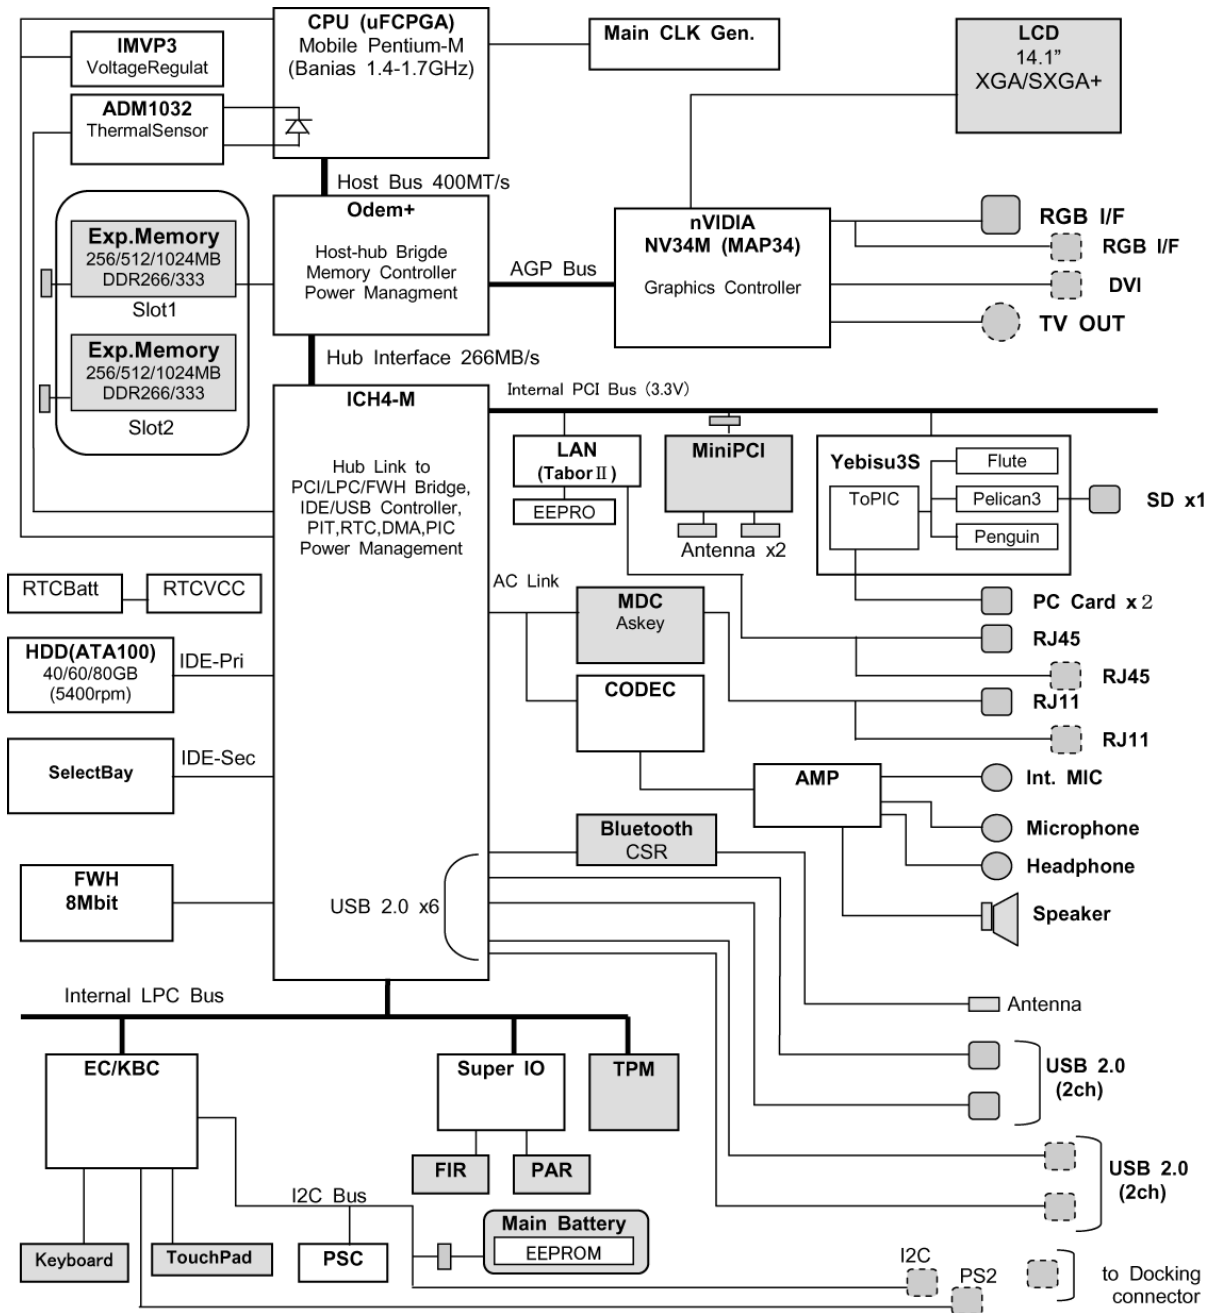 CPU (uFCPGA)
Mobile Pentium-M
(Banias 1.4-1.7GHz)
Main CLK Gen.
LCD
14.1”
XGA/SXGA+
IMVP3
VoltageRegulat
ADM1032
ThermalSensor
Host Bus 400MT/s
Odem+
Host-hub Brigde
Memory Controller
Power Managment
Exp.Memory
256/512/1024MB
DDR266/333
Slot1
Exp.Memory
256/512/1024MB
DDR266/333
Slot2
AGP Bus
nVIDIA
NV34M (MAP34)
Graphics Controller
RGB I/F
RGB I/F
DVI
TV OUT
Hub Interface 266MB/s
ICH4-M
Hub Link to
PCI/LPC/FWH Bridge,
IDE/USB Controller,
PIT,RTC,DMA,PIC
Power Management
Internal PCI Bus (3.3V)
LAN
(TaborⅡ)
EEPRO
MiniPCI
Antenna x2
Yebisu3S
ToPIC
Flute
Pelican3
Penguin
SD x1
PC Card x２
RJ45
RJ45
RJ11
RJ11
AC Link
MDC
Askey
CODEC
AMP
Int. MIC
Microphone
Headphone
Speaker
RTCBatt
RTCVCC
HDD(ATA100)
40/60/80GB
(5400rpm)
IDE-Pri
SelectBay
IDE-Sec
FWH
8Mbit
Bluetooth
CSR
USB 2.0 x6
Antenna
USB 2.0
(2ch)
USB 2.0
(2ch)
Internal LPC Bus
EC/KBC
Super IO
TPM
FIR
PAR
I2C Bus
Keyboard
TouchPad
PSC
Main Battery
EEPROM
I2C
PS2
to Docking
connector